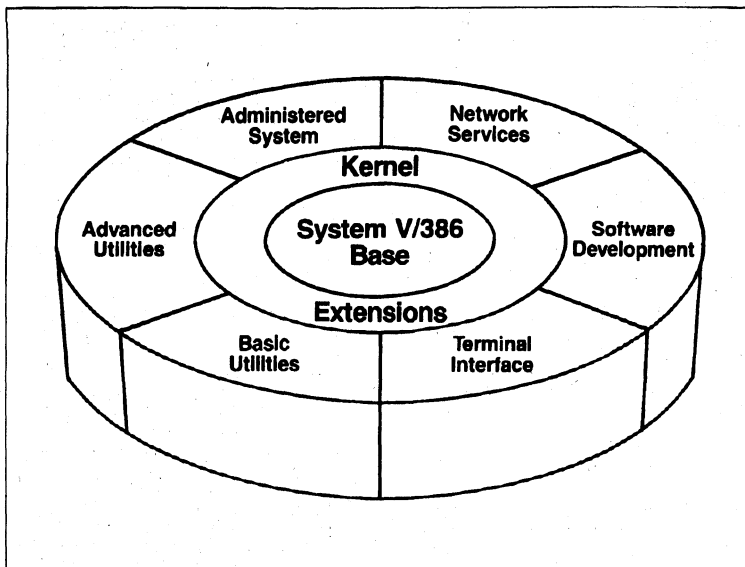 Administered
System
Network
Services
Kernel
Advanced
Utilities
System V/386
Base
Software
Development
Extensions
Basic
Utilities
Terminal
Interface